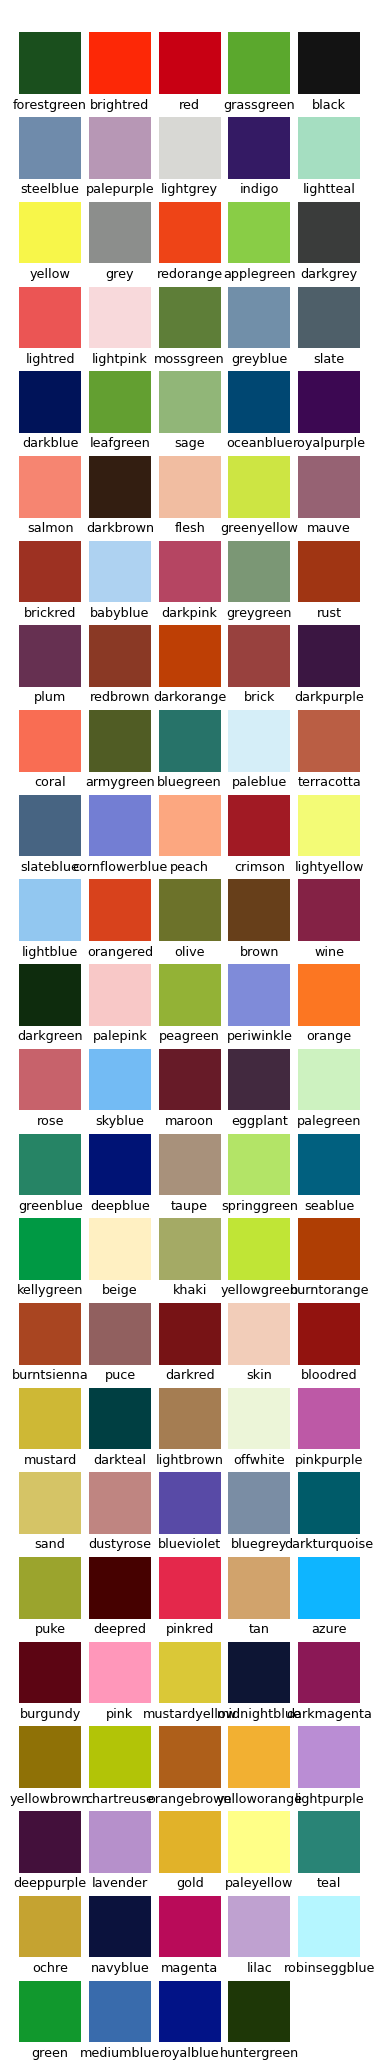 forestgreen brightred red grassgreen black
steelblue palepurple lightgrey indigo lightteal
yellow grey redorange applegreen darkgrey
lightred lightpink mossgreen greyblue slate
darkblue leafgreen sage oceanblue royalpurple
salmon darkbrown flesh greenyellow mauve
brickred babyblue darkpink greygreen rust
plum redbrown darkorange brick darkpurple
coral armygreen bluegreen paleblue terracotta
slateblue cornflowerblue peach crimson lightyellow
lightblue orangered olive brown wine
darkgreen palepink peagreen periwinkle orange
rose skyblue maroon eggplant palegreen
greenblue deepblue taupe springgreen seablue
kellygreen beige khaki yellowgreen burntorange
burntsienna puce darkred skin bloodred
mustard darkteal lightbrown offwhite pinkpurple
sand dustyrose blueviolet bluegrey darkturquoise
puke deepred pinkred tan azure
burgundy pink mustardyellow midnightblue darkmagenta
yellowbrown chartreuse orangebrown yelloworange lightpurple
deeppurple lavender gold paleyellow teal
ochre navyblue magenta lilac robinseggblue
green mediumblue royalblue huntergreen